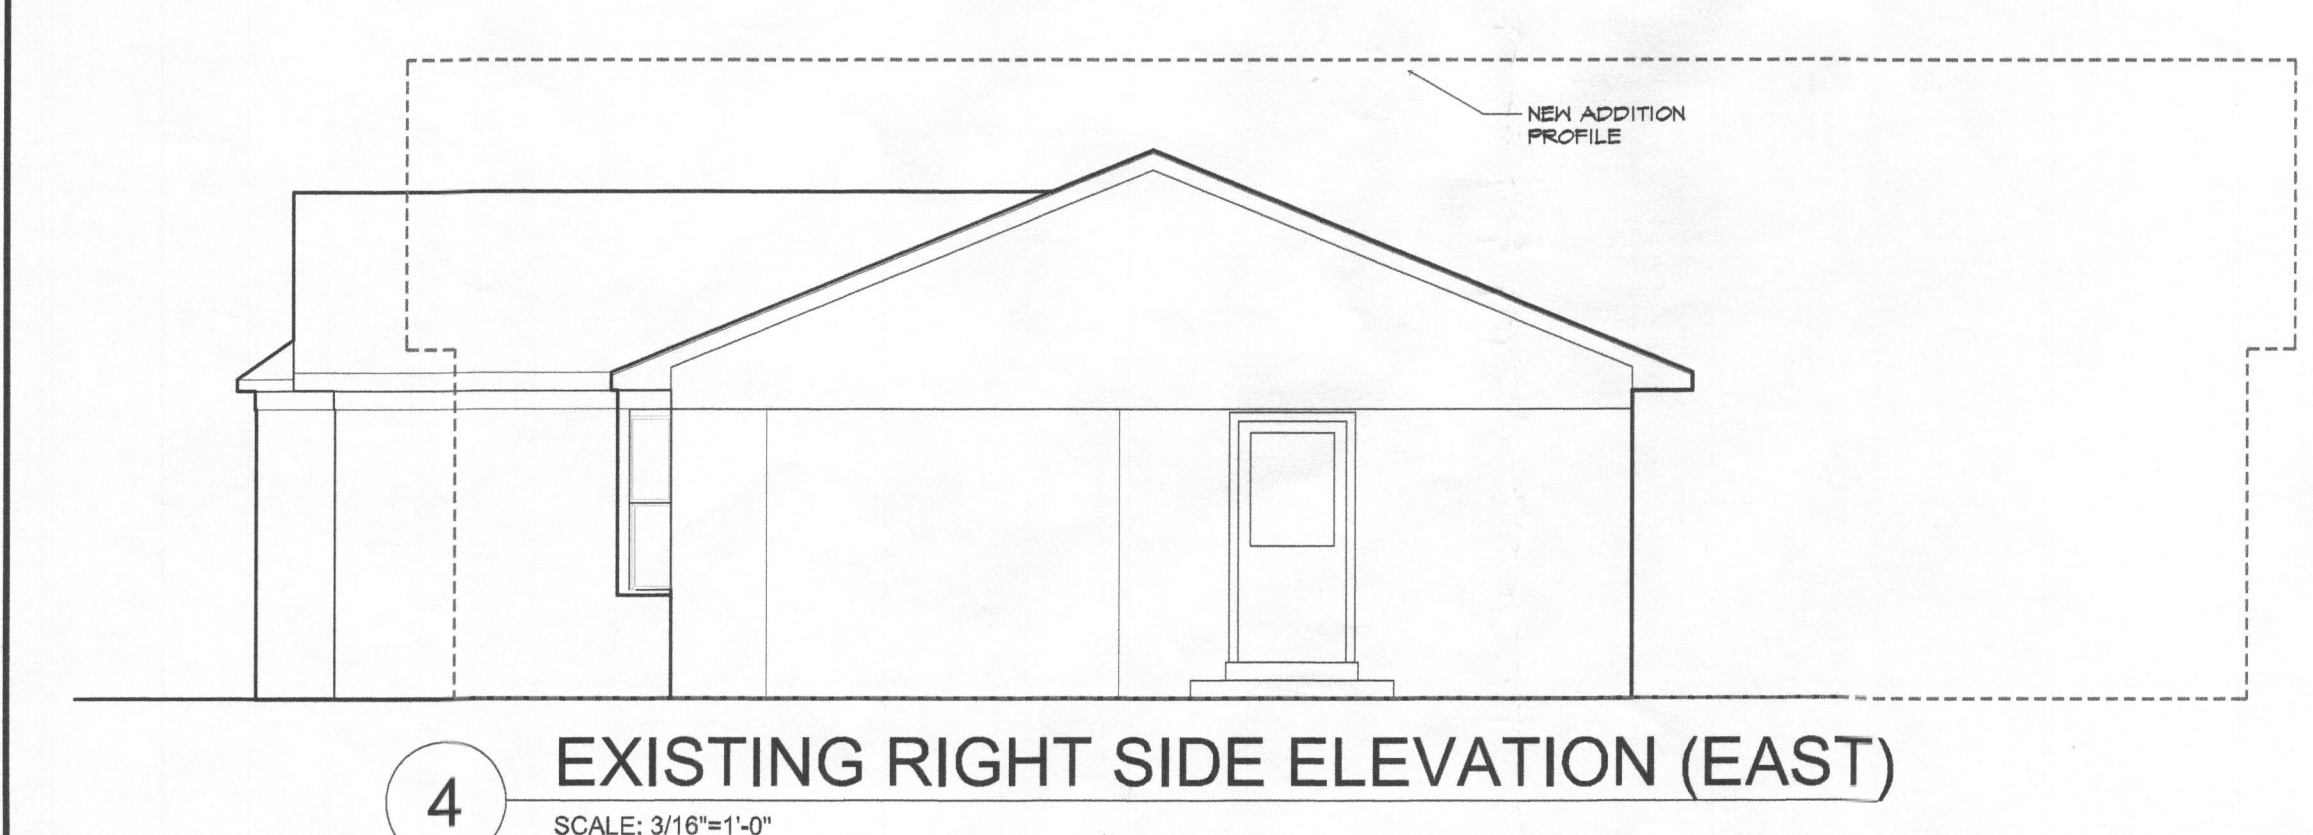 NEW ADDITION
PROFILE
4
EXISTING RIGHT SIDE ELEVATION (EAST)
SCALE: 3/16"=1'-0"